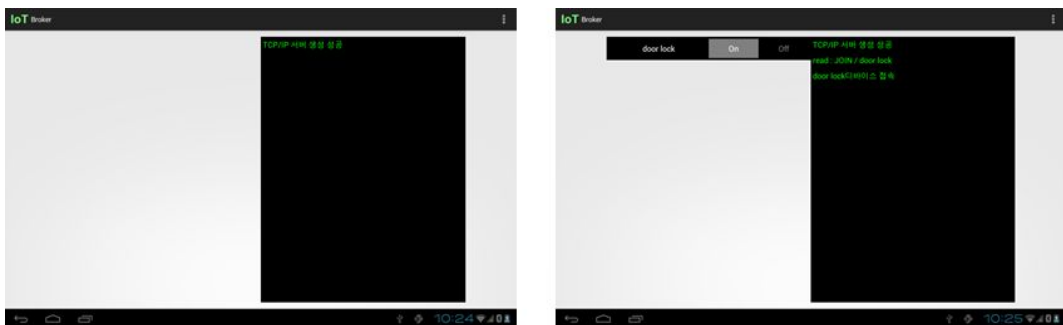 IoT Broker
TCP/IP 서버 생성 성공
10:24
IoT Broker
door lock On Off
TCP/IP 서버 생성 성공
read : JOIN / door lock
door lock디바이스 접속
10:25